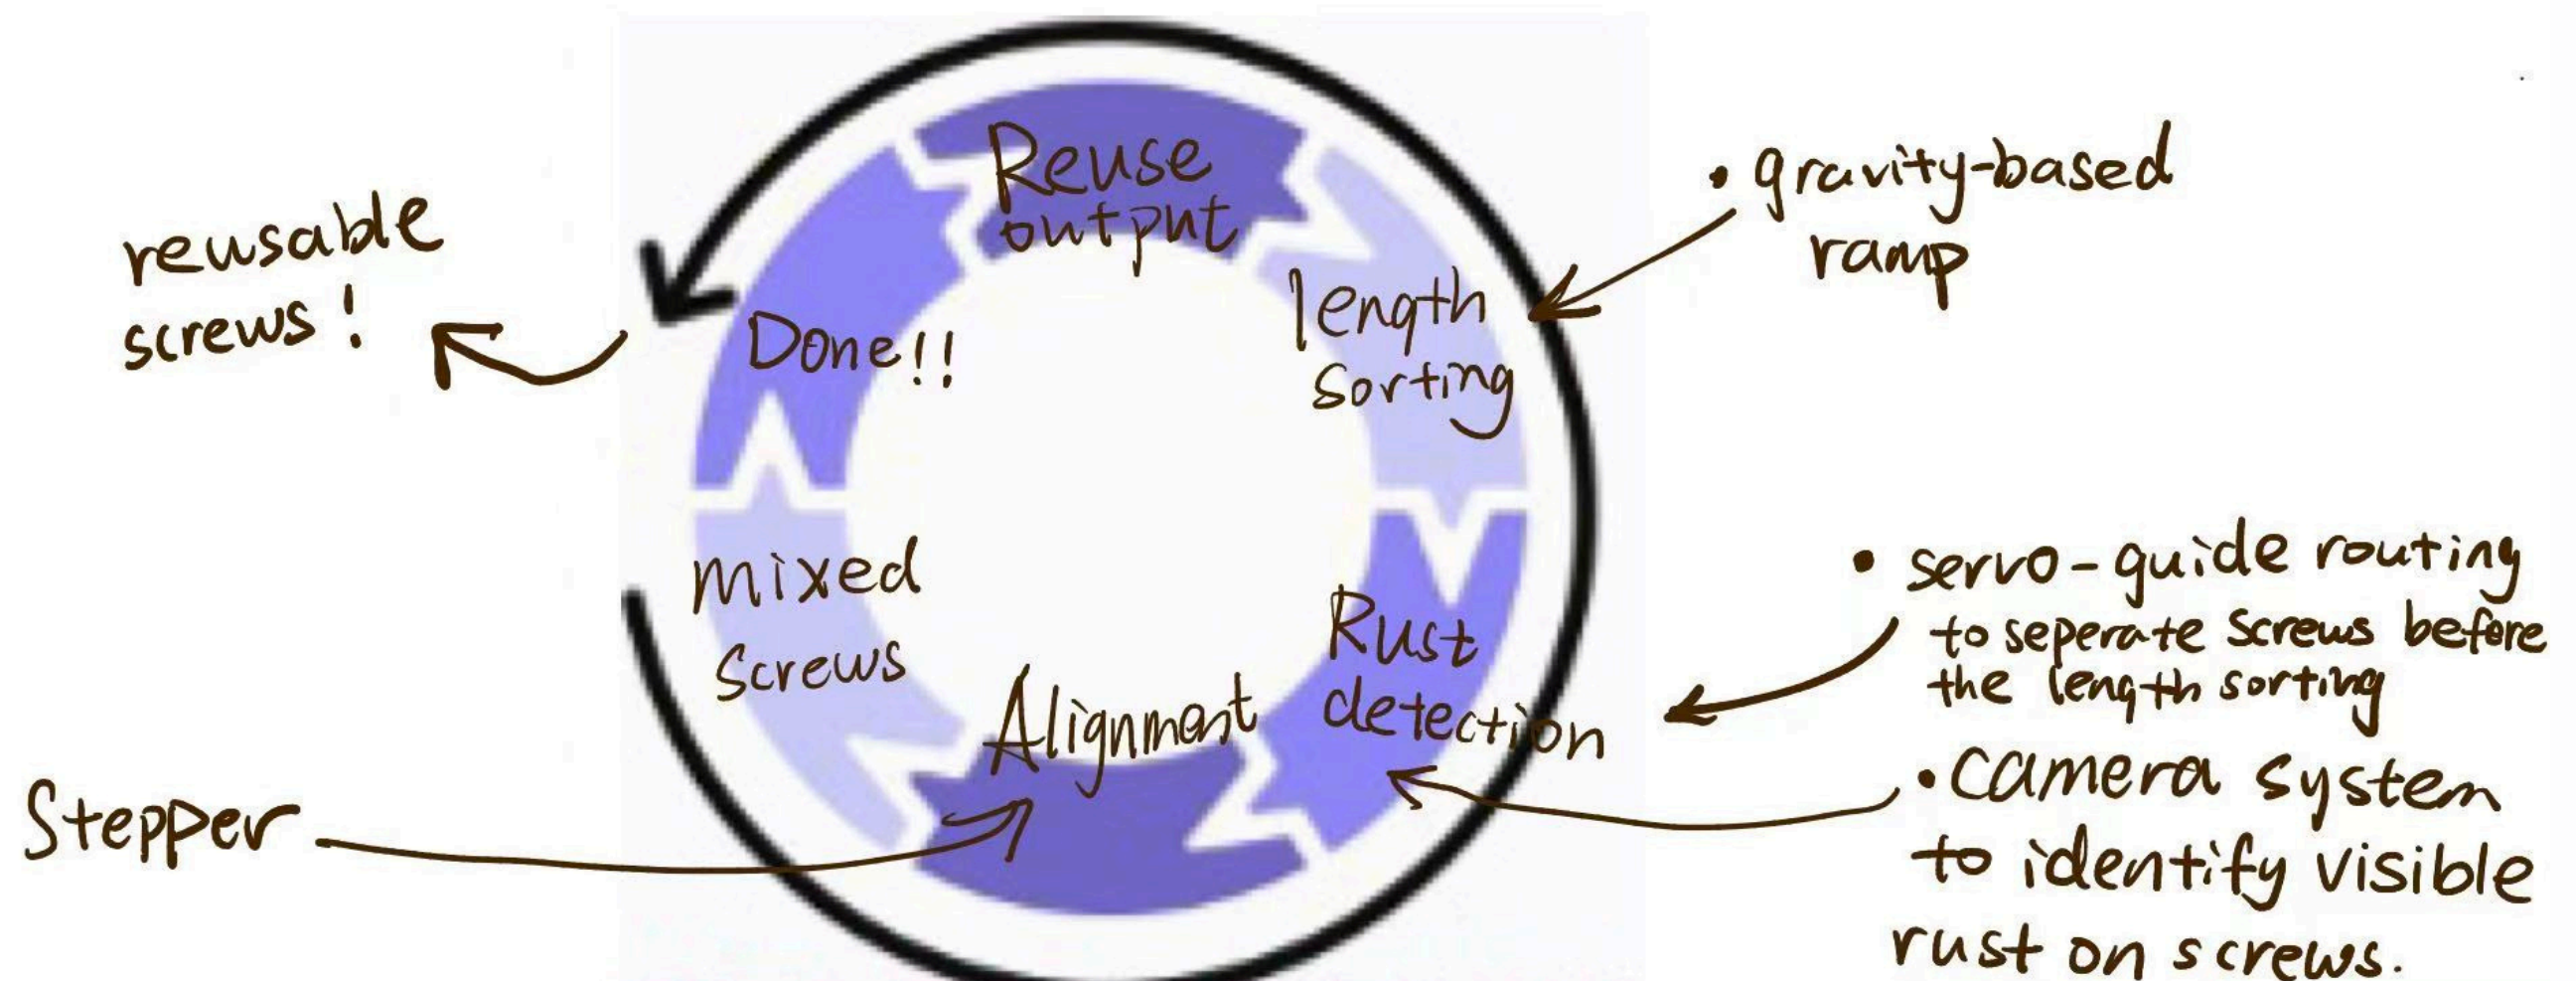 Reuse
output
length
sorting
Rust
detection
Alignment
mixed
screws
Done!!
reusable
screws!
Stepper
• gravity-based
ramp
• servo-guide routing
to seperate screws before
the length sorting
• camera system
to identify visible
rust on screws.